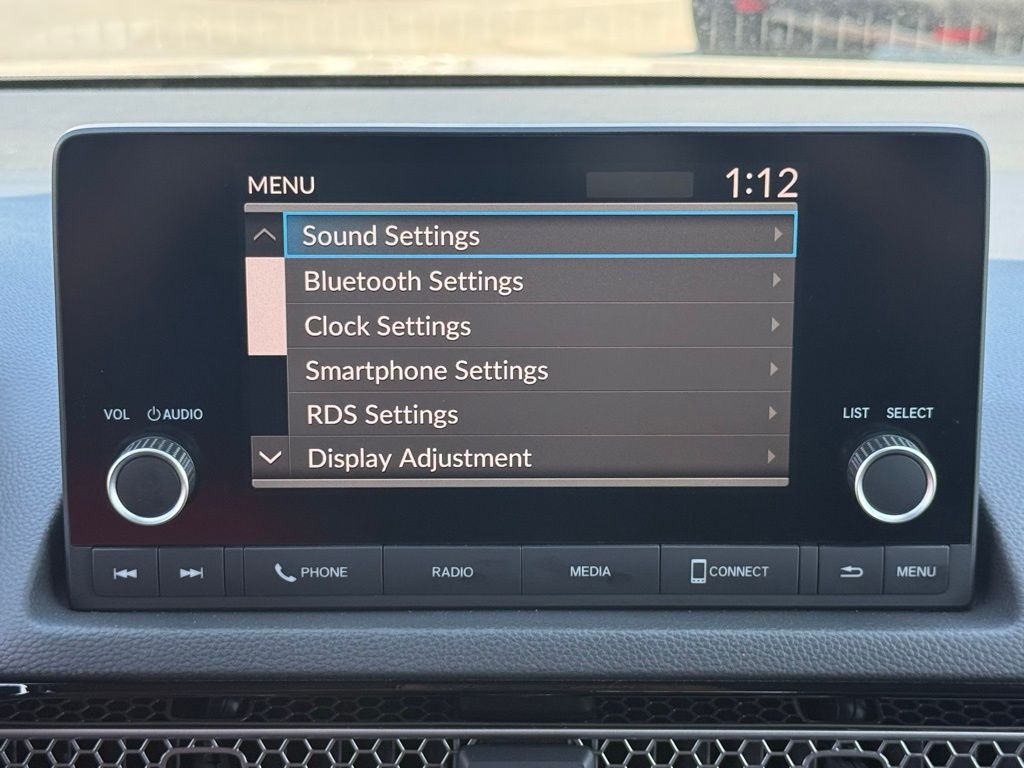 MENU 1:12
Sound Settings
Bluetooth Settings
Clock Settings
Smartphone Settings
RDS Settings
Display Adjustment
VOL AUDIO
LIST SELECT
PHONE RADIO MEDIA CONNECT MENU